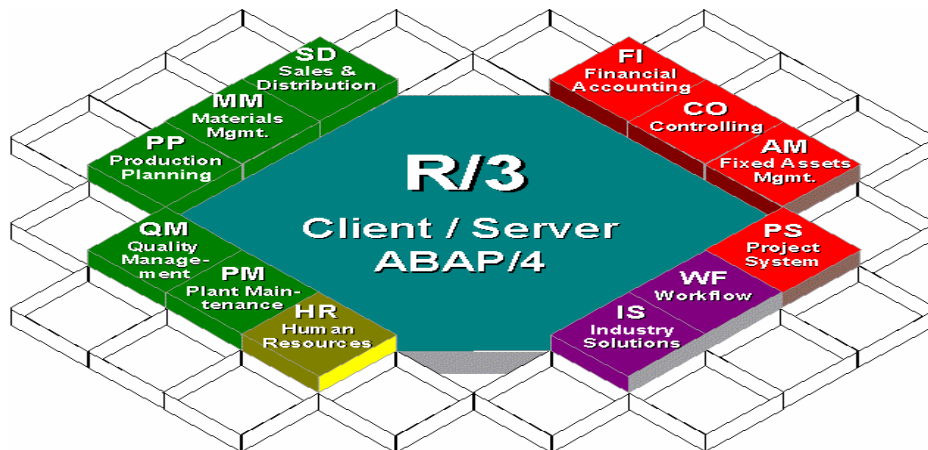 SD
Sales &
Distribution
MM
Materials
Mgmt.
PP
Production
Planning
QM
Quality
Manage-
ment
PM
Plant Main-
tenance
HR
Human
Resources
R/3
Client / Server
ABAP/4
FI
Financial
Accounting
CO
Controlling
AM
Fixed Assets
Mgmt.
PS
Project
System
WF
Workflow
IS
Industry
Solutions